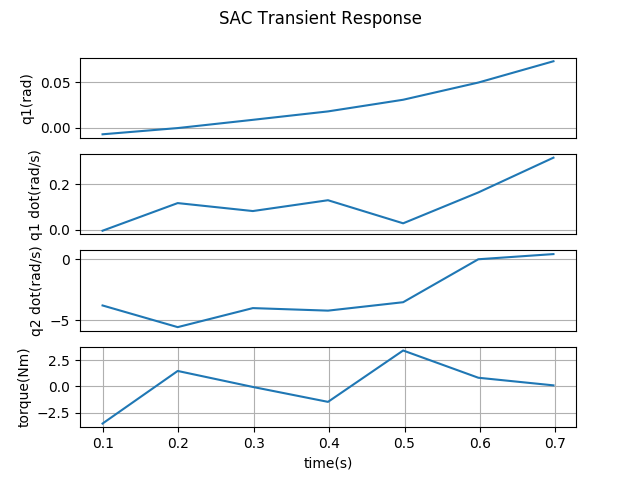 SAC Transient Response
q1(rad)
0.05
0.00
q1 dot(rad/s)
0.2
0.0
q2 dot(rad/s)
0
−5
torque(Nm)
2.5
0.0
−2.5
0.1 0.2 0.3 0.4 0.5 0.6 0.7
time(s)